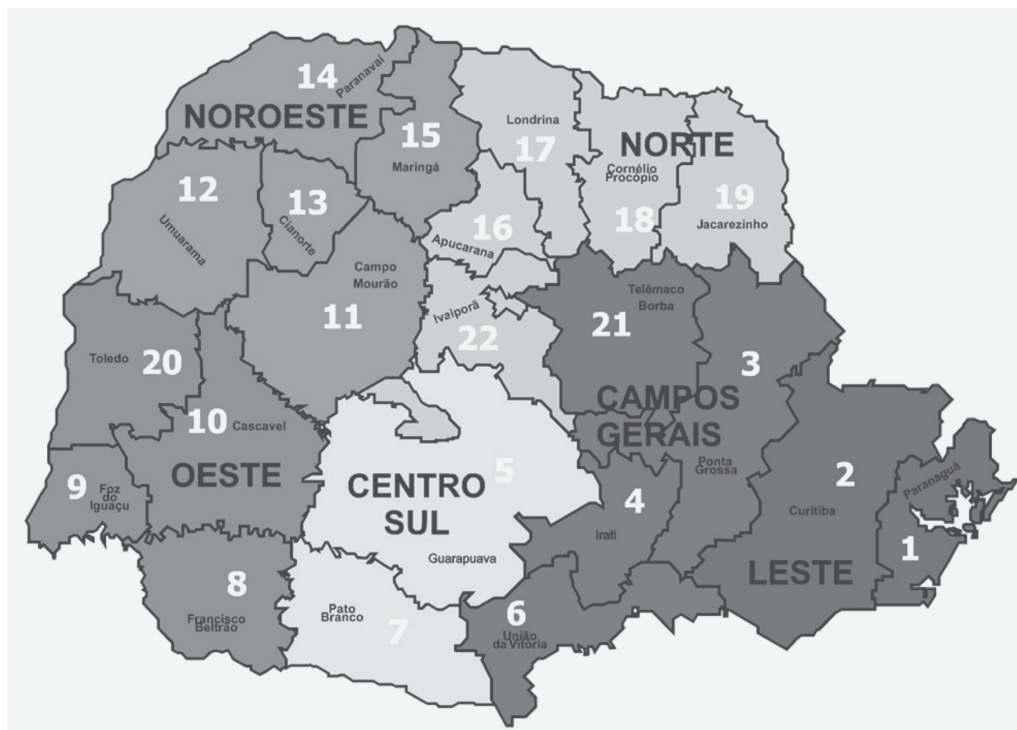 14
Paranavaí
NOROESTE
15
Maringá
Londrina
17
NORTE
Cornélio
Procópio
18
19
Jacarezinho
12
Umuarama
13
Cianorte
16
Apucarana
Campo
Mourão
11
Ivaiporã
22
Telêmaco
Borba
21
3
Toledo
20
10
Cascavel
OESTE
CAMPOS
GERAIS
Ponta
Grossa
9
Foz
do
Iguaçu
5
CENTRO
SUL
Guarapuava
4
Irati
2
Curitiba
LESTE
Paranaguá
1
8
Francisco
Beltrão
Pato
Branco
7
6
União
da Vitória